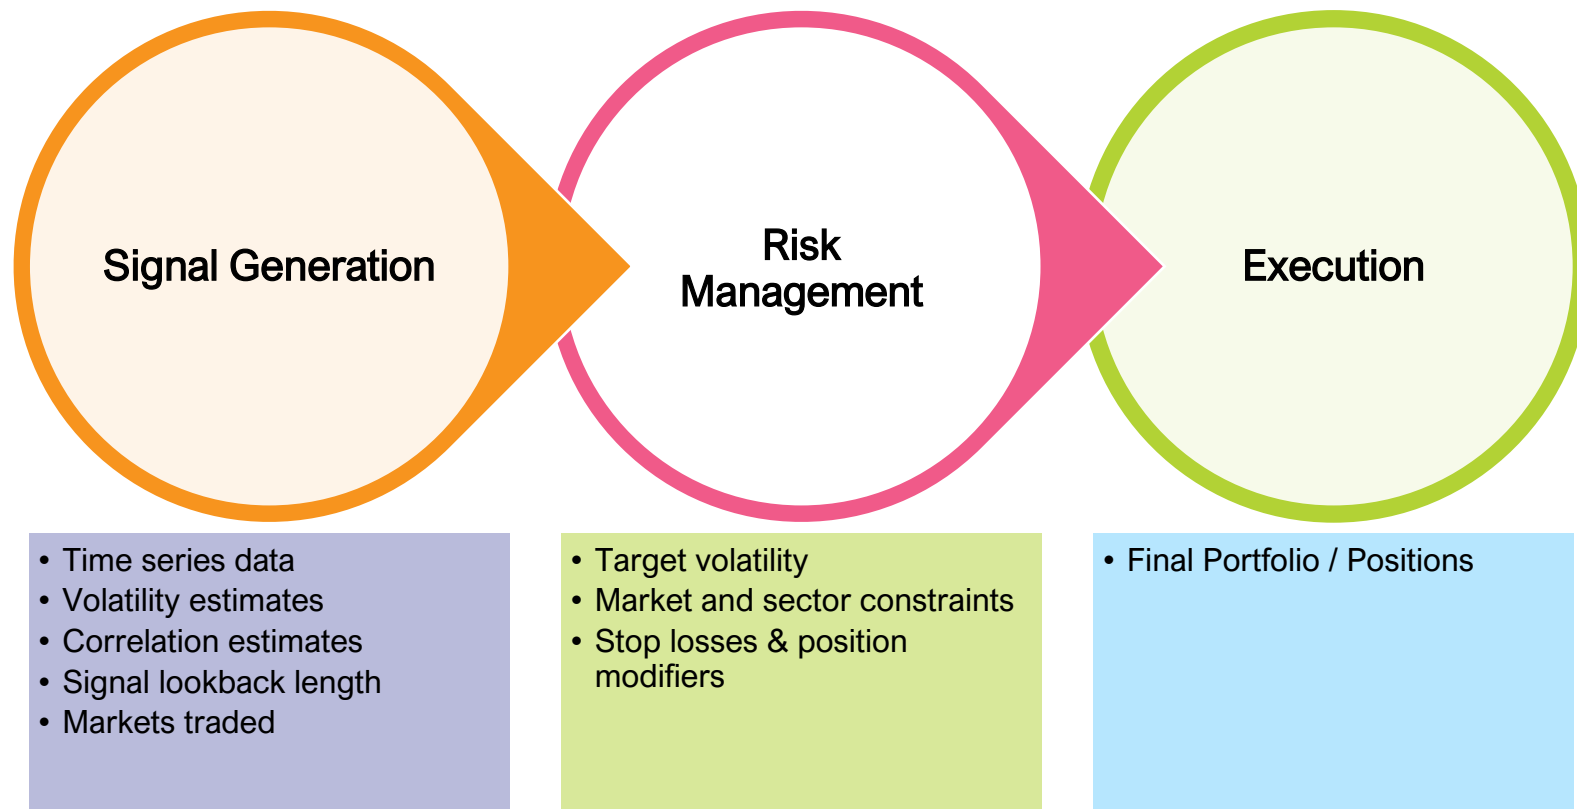 Signal Generation
Risk
Management
Execution
• Time series data
• Volatility estimates
• Correlation estimates
• Signal lookback length
• Markets traded
• Target volatility
• Market and sector constraints
• Stop losses & position
modifiers
• Final Portfolio / Positions